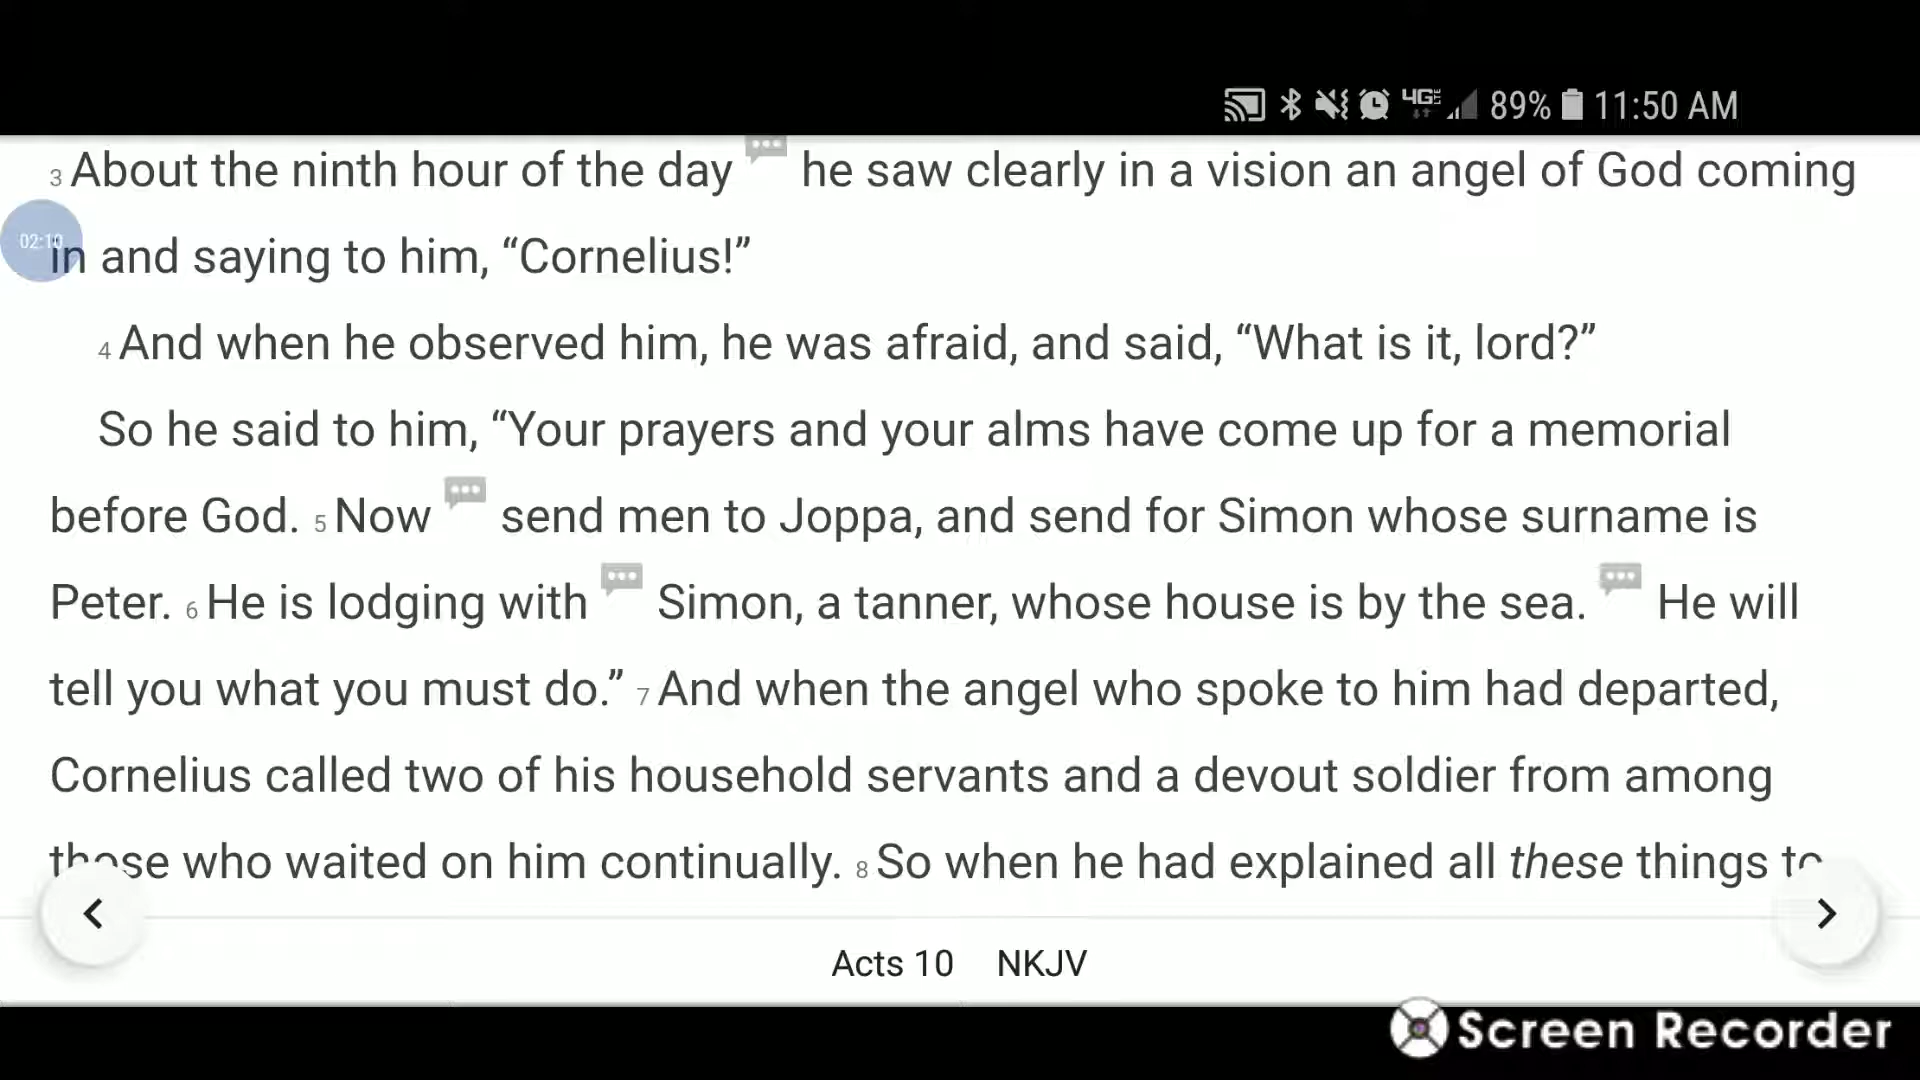 4G LTE 89% 11:50 AM
3 About the ninth hour of the day he saw clearly in a vision an angel of God coming
02:10
in and saying to him, “Cornelius!”
4 And when he observed him, he was afraid, and said, “What is it, lord?”
So he said to him, “Your prayers and your alms have come up for a memorial
before God. 5 Now send men to Joppa, and send for Simon whose surname is
Peter. 6 He is lodging with Simon, a tanner, whose house is by the sea. He will
tell you what you must do.” 7 And when the angel who spoke to him had departed,
Cornelius called two of his household servants and a devout soldier from among
those who waited on him continually. 8 So when he had explained all these things to
Acts 10 NKJV
Screen Recorder